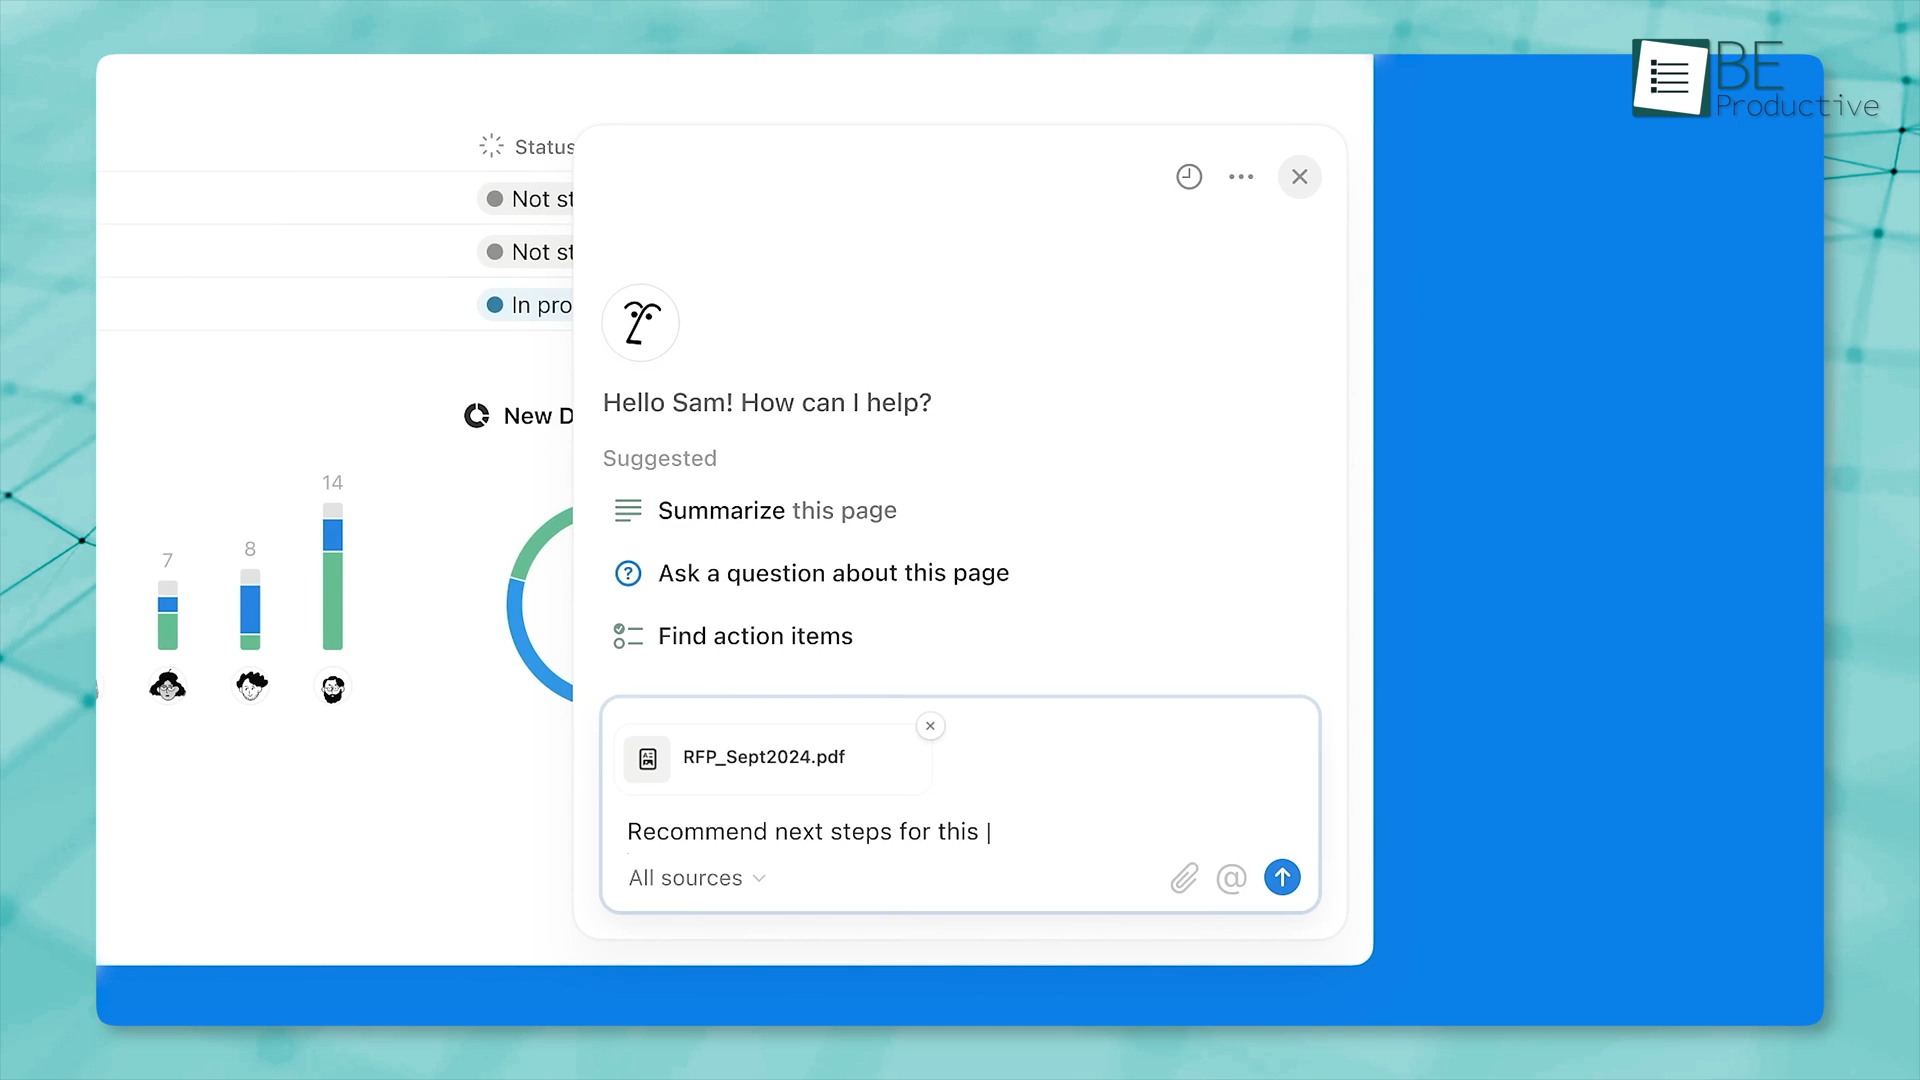 BE
Productive
Status
Not st
Not st
In pro
New D
14
7
8
Hello Sam! How can I help?
Suggested
Summarize this page
Ask a question about this page
Find action items
RFP_Sept2024.pdf
Recommend next steps for this
All sources